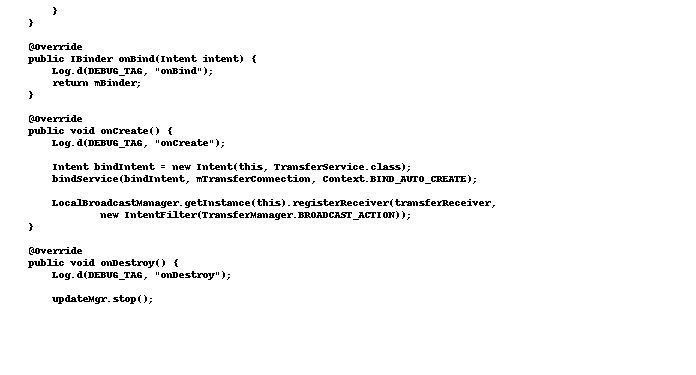 }
}
@Override
public IBinder onBind(Intent intent) {
Log.d(DEBUG_TAG, "onBind");
return mBinder;
}
@Override
public void onCreate() {
Log.d(DEBUG_TAG, "onCreate");
Intent bindIntent = new Intent(this, TransferService.class);
bindService(bindIntent, mTransferConnection, Context.BIND_AUTO_CREATE);
LocalBroadcastManager.getInstance(this).registerReceiver(transferReceiver,
new IntentFilter(TransferManager.BROADCAST_ACTION));
}
@Override
public void onDestroy() {
Log.d(DEBUG_TAG, "onDestroy");
updateMgr.stop();